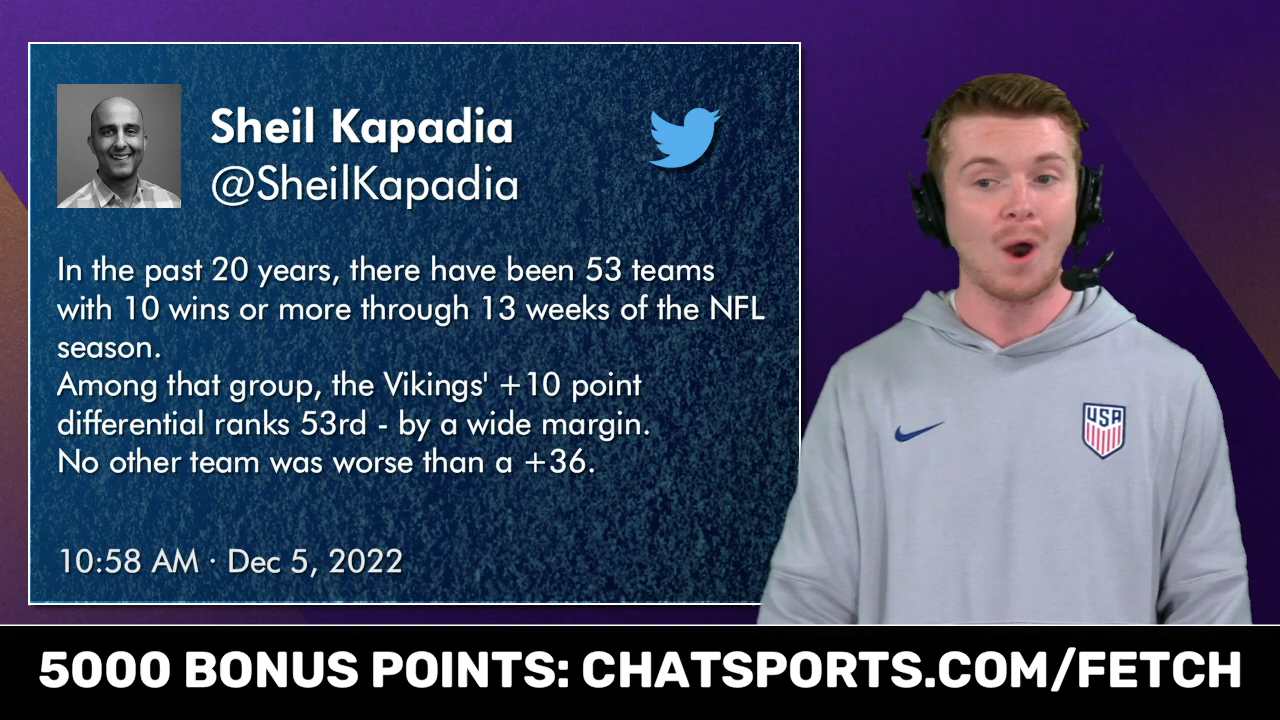 Sheil Kapadia
@SheilKapadia
In the past 20 years, there have been 53 teams
with 10 wins or more through 13 weeks of the NFL
season.
Among that group, the Vikings' +10 point
differential ranks 53rd - by a wide margin.
No other team was worse than a +36.
10:58 AM · Dec 5, 2022
USA
5000 BONUS POINTS: CHATSPORTS.COM/FETCH